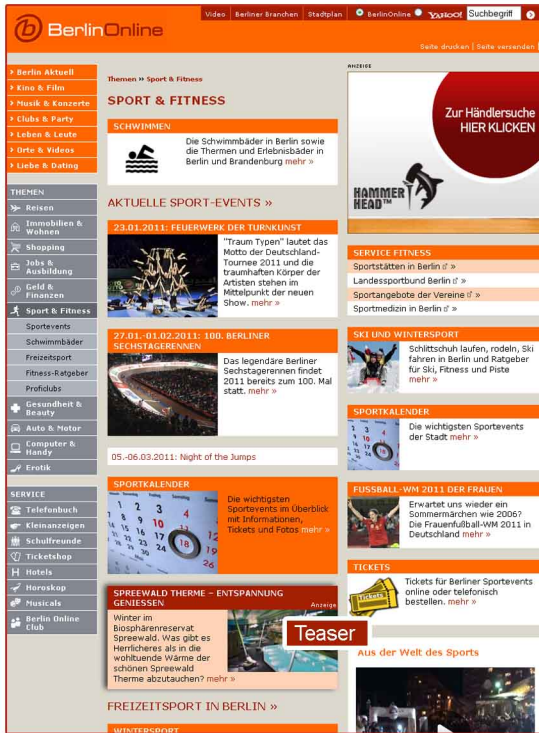 Video
Berliner Branchen
Stadtplan
BerlinOnline
YAHOO!
Suchbegriff
b BerlinOnline
Seite drucken | Seite versenden |
Berlin Aktuell
Kino & Film
Musik & Konzerte
Clubs & Party
Leben & Leute
Orte & Videos
Liebe & Dating
THEMEN
Reisen
Immobilien &
Wohnen
Shopping
Jobs &
Ausbildung
Geld &
Finanzen
Sport & Fitness
Sportevents
Schwimmbäder
Freizeitsport
Fitness-Ratgeber
Proficlubs
Gesundheit &
Beauty
Auto & Motor
Computer &
Handy
Erotik
SERVICE
Telefonbuch
Kleinanzeigen
Schulfreunde
Ticketshop
Hotels
Horoskop
Musicals
Berlin Online
Club
Themen » Sport & Fitness
SPORT & FITNESS
SCHWIMMEN
Die Schwimmbäder in Berlin sowie
die Thermen und Erlebnisbäder in
Berlin und Brandenburg mehr »
AKTUELLE SPORT-EVENTS »
23.01.2011: FEUERWERK DER TURNKUNST
"Traum Typen" lautet das
Motto der Deutschland-
Tournee 2011 und die
traumhaften Körper der
Artisten stehen im
Mittelpunkt der neuen
Show. mehr »
27.01.-01.02.2011: 100. BERLINER
SECHSTAGERENNEN
Das legendäre Berliner
Sechstagerennen findet
2011 bereits zum 100. Mal
statt. mehr »
05.-06.03.2011: Night of the Jumps
SPORTKALENDER
Die wichtigsten
Sportevents im Überblick
mit Informationen,
Tickets und Fotos mehr »
SPREEWALD THERME – ENTSPANNUNG
GENIESSEN
Anzeige
Winter im
Biosphärenreservat
Spreewald. Was gibt es
Herrlicheres als in die
wohltuende Wärme der
schönen Spreewald
Therme abzutauchen? mehr »
Teaser
FREIZEITSPORT IN BERLIN »
WINTERSPORT
ANZEIGE
Zur Händlersuche
HIER KLICKEN
HAMMER
HEAD™
SERVICE FITNESS
Sportstätten in Berlin »
Landessportbund Berlin »
Sportangebote der Vereine »
Sportmedizin in Berlin »
SKI UND WINTERSPORT
Schlittschuh laufen, rodeln, Ski
fahren in Berlin und Ratgeber
für Ski, Fitness und Piste
mehr »
SPORTKALENDER
Die wichtigsten Sportevents
der Stadt mehr »
FUSSBALL-WM 2011 DER FRAUEN
Erwartet uns wieder ein
Sommermärchen wie 2006?
Die Frauenfußball-WM 2011 in
Deutschland mehr »
TICKETS
Tickets
Tickets für Berliner Sportevents
online oder telefonisch
bestellen. mehr »
Aus der Welt des Sports